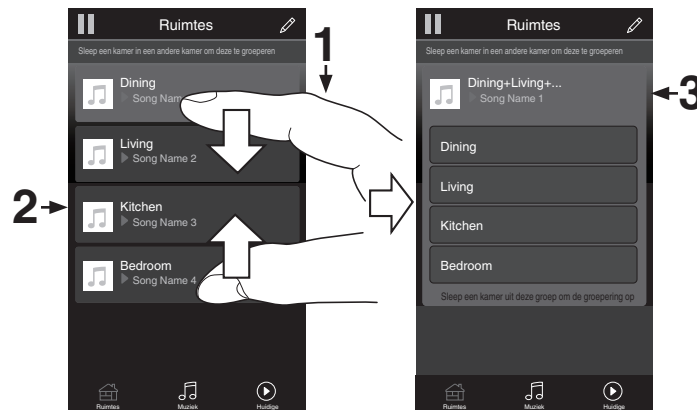 Ruimtes
Sleep een kamer in een andere kamer om deze te groeperen
1
Dining
Song Nam
Living
Song Name 2
2
Kitchen
Song Name 3
Bedroom
Song Name 4
Ruimtes
Muziek
Huidige
Ruimtes
Sleep een kamer in een andere kamer om deze te groeperen
Dining+Living+...
Song Name 1
3
Dining
Living
Kitchen
Bedroom
Sleep een kamer uit deze groep om de groepering op
Ruimtes
Muziek
Huidige